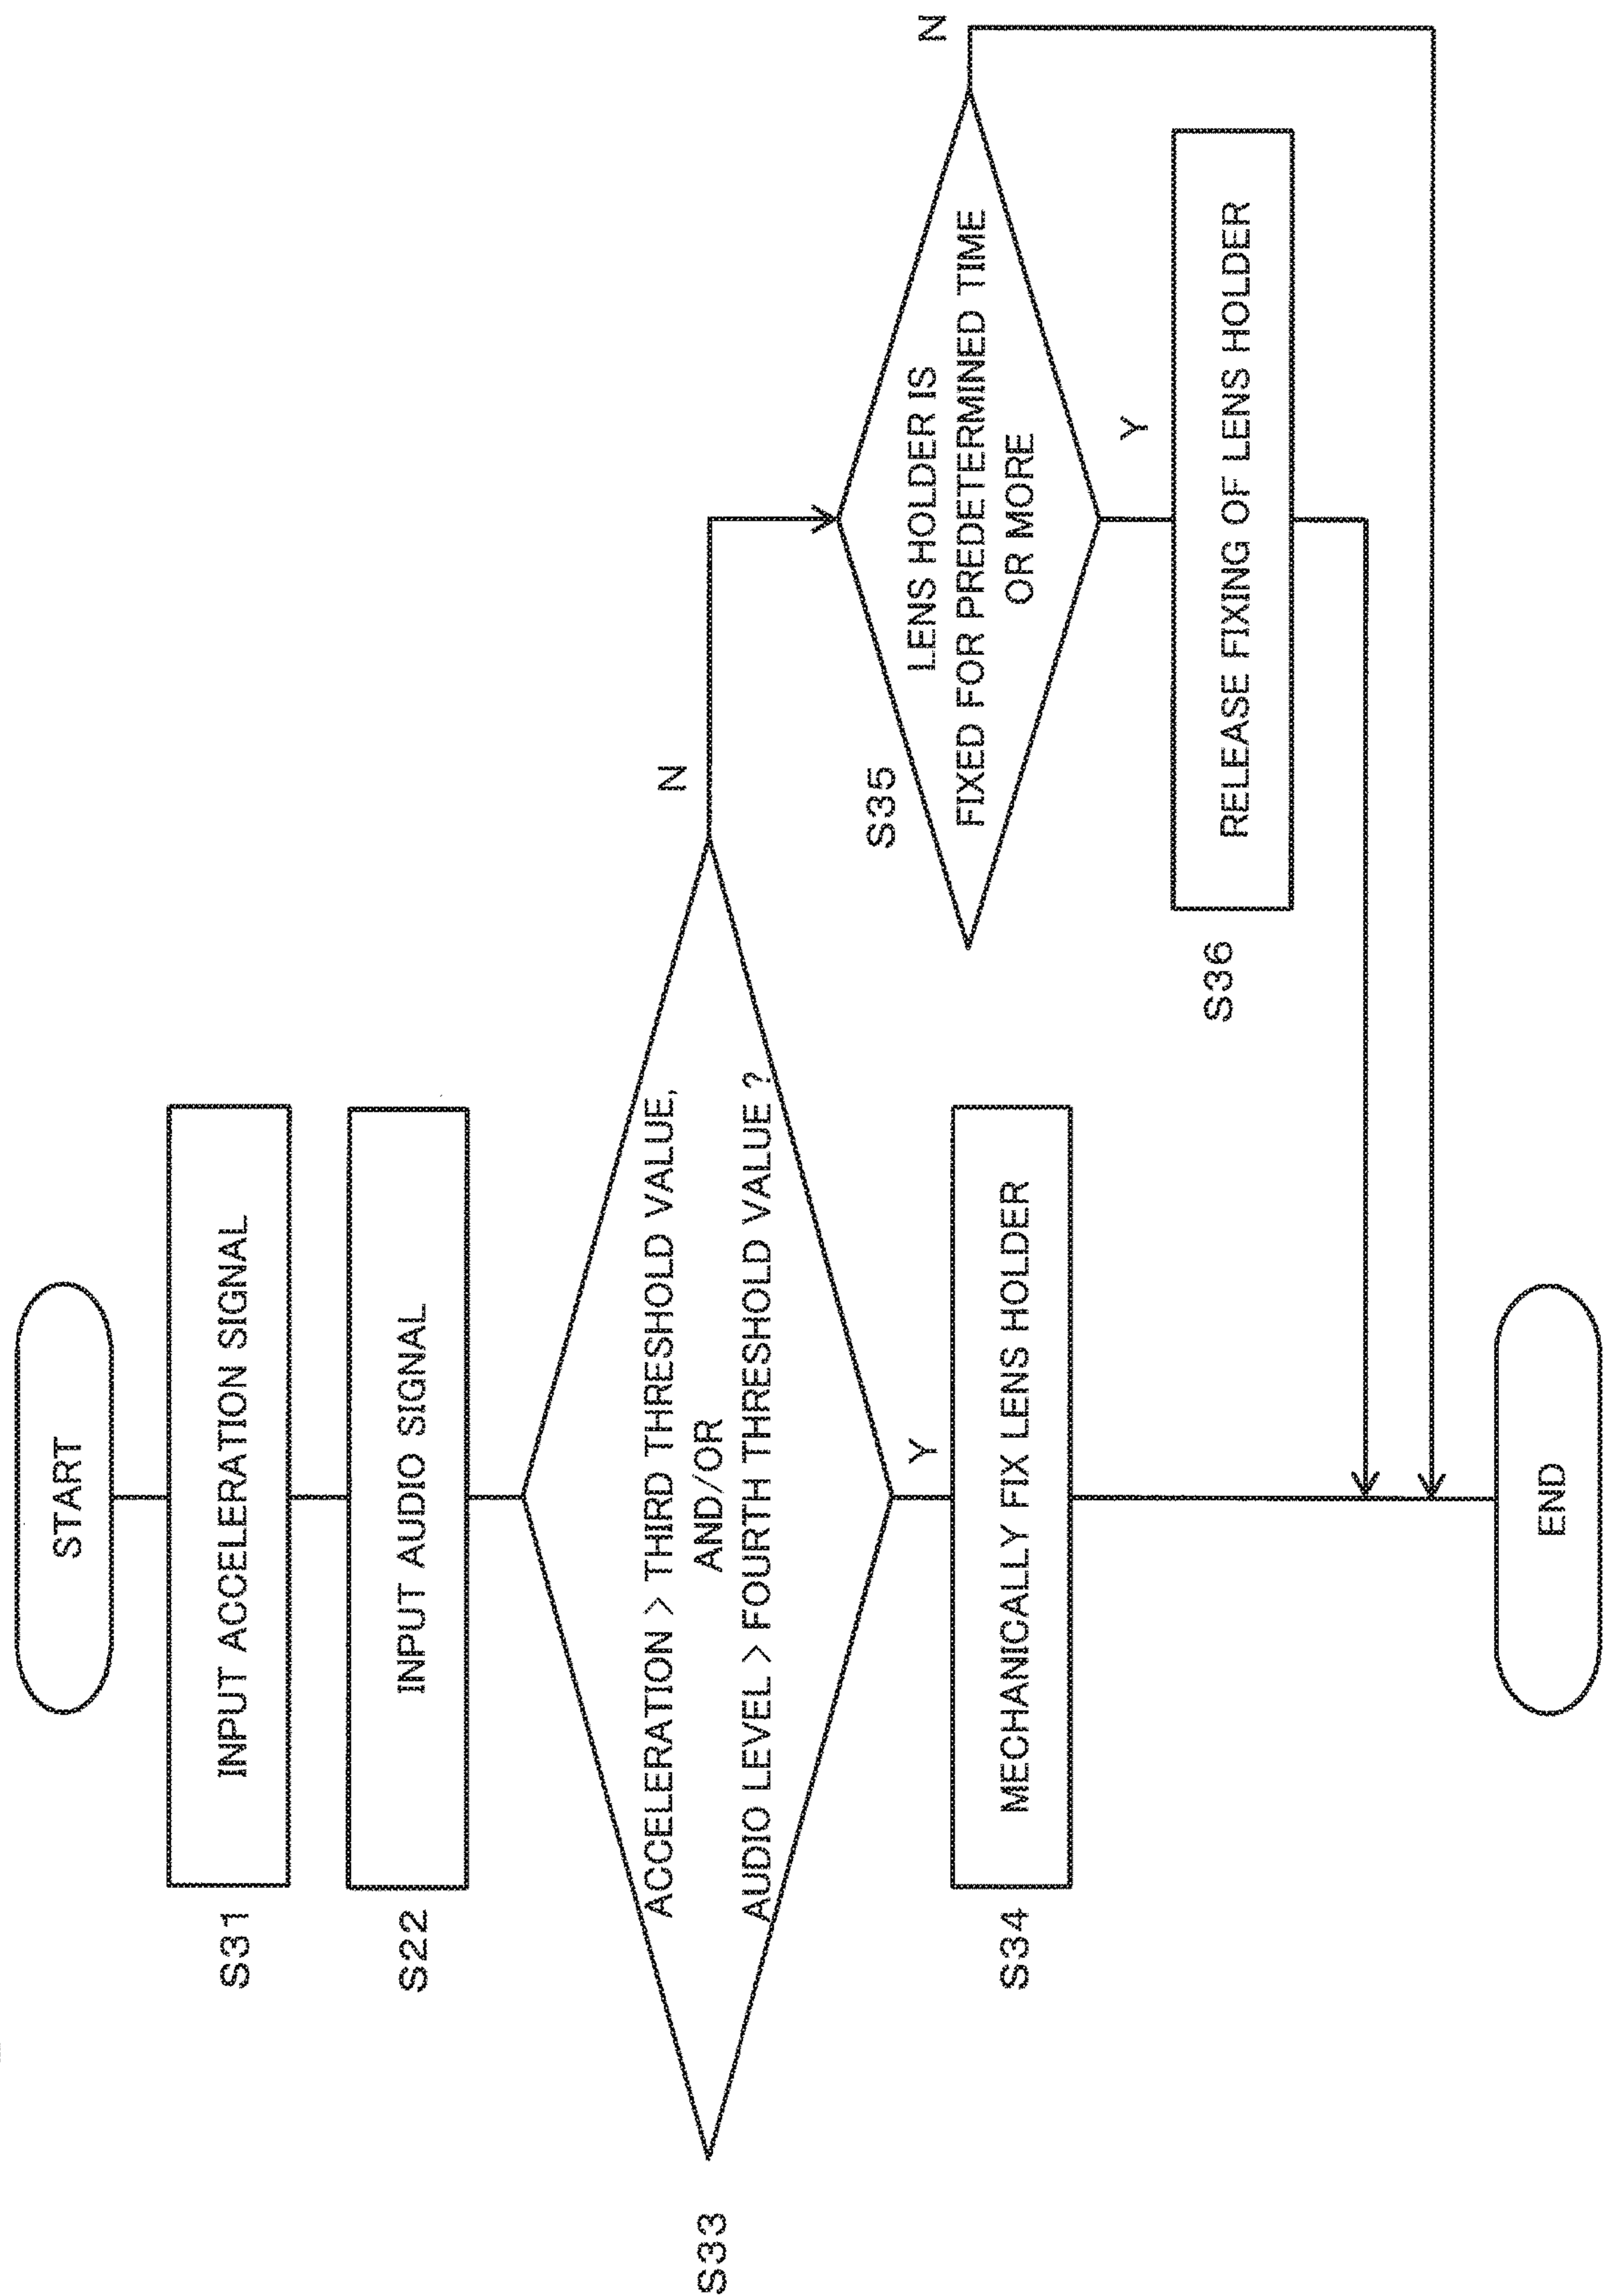 START
S31
INPUT ACCELERATION SIGNAL
S22
INPUT AUDIO SIGNAL
S33
ACCELERATION > THIRD THRESHOLD VALUE,
AND/OR
AUDIO LEVEL > FOURTH THRESHOLD VALUE ?
N
Y
S34
MECHANICALLY FIX LENS HOLDER
S35
LENS HOLDER IS
FIXED FOR PREDETERMINED TIME
OR MORE
N
Y
S36
RELEASE FIXING OF LENS HOLDER
END